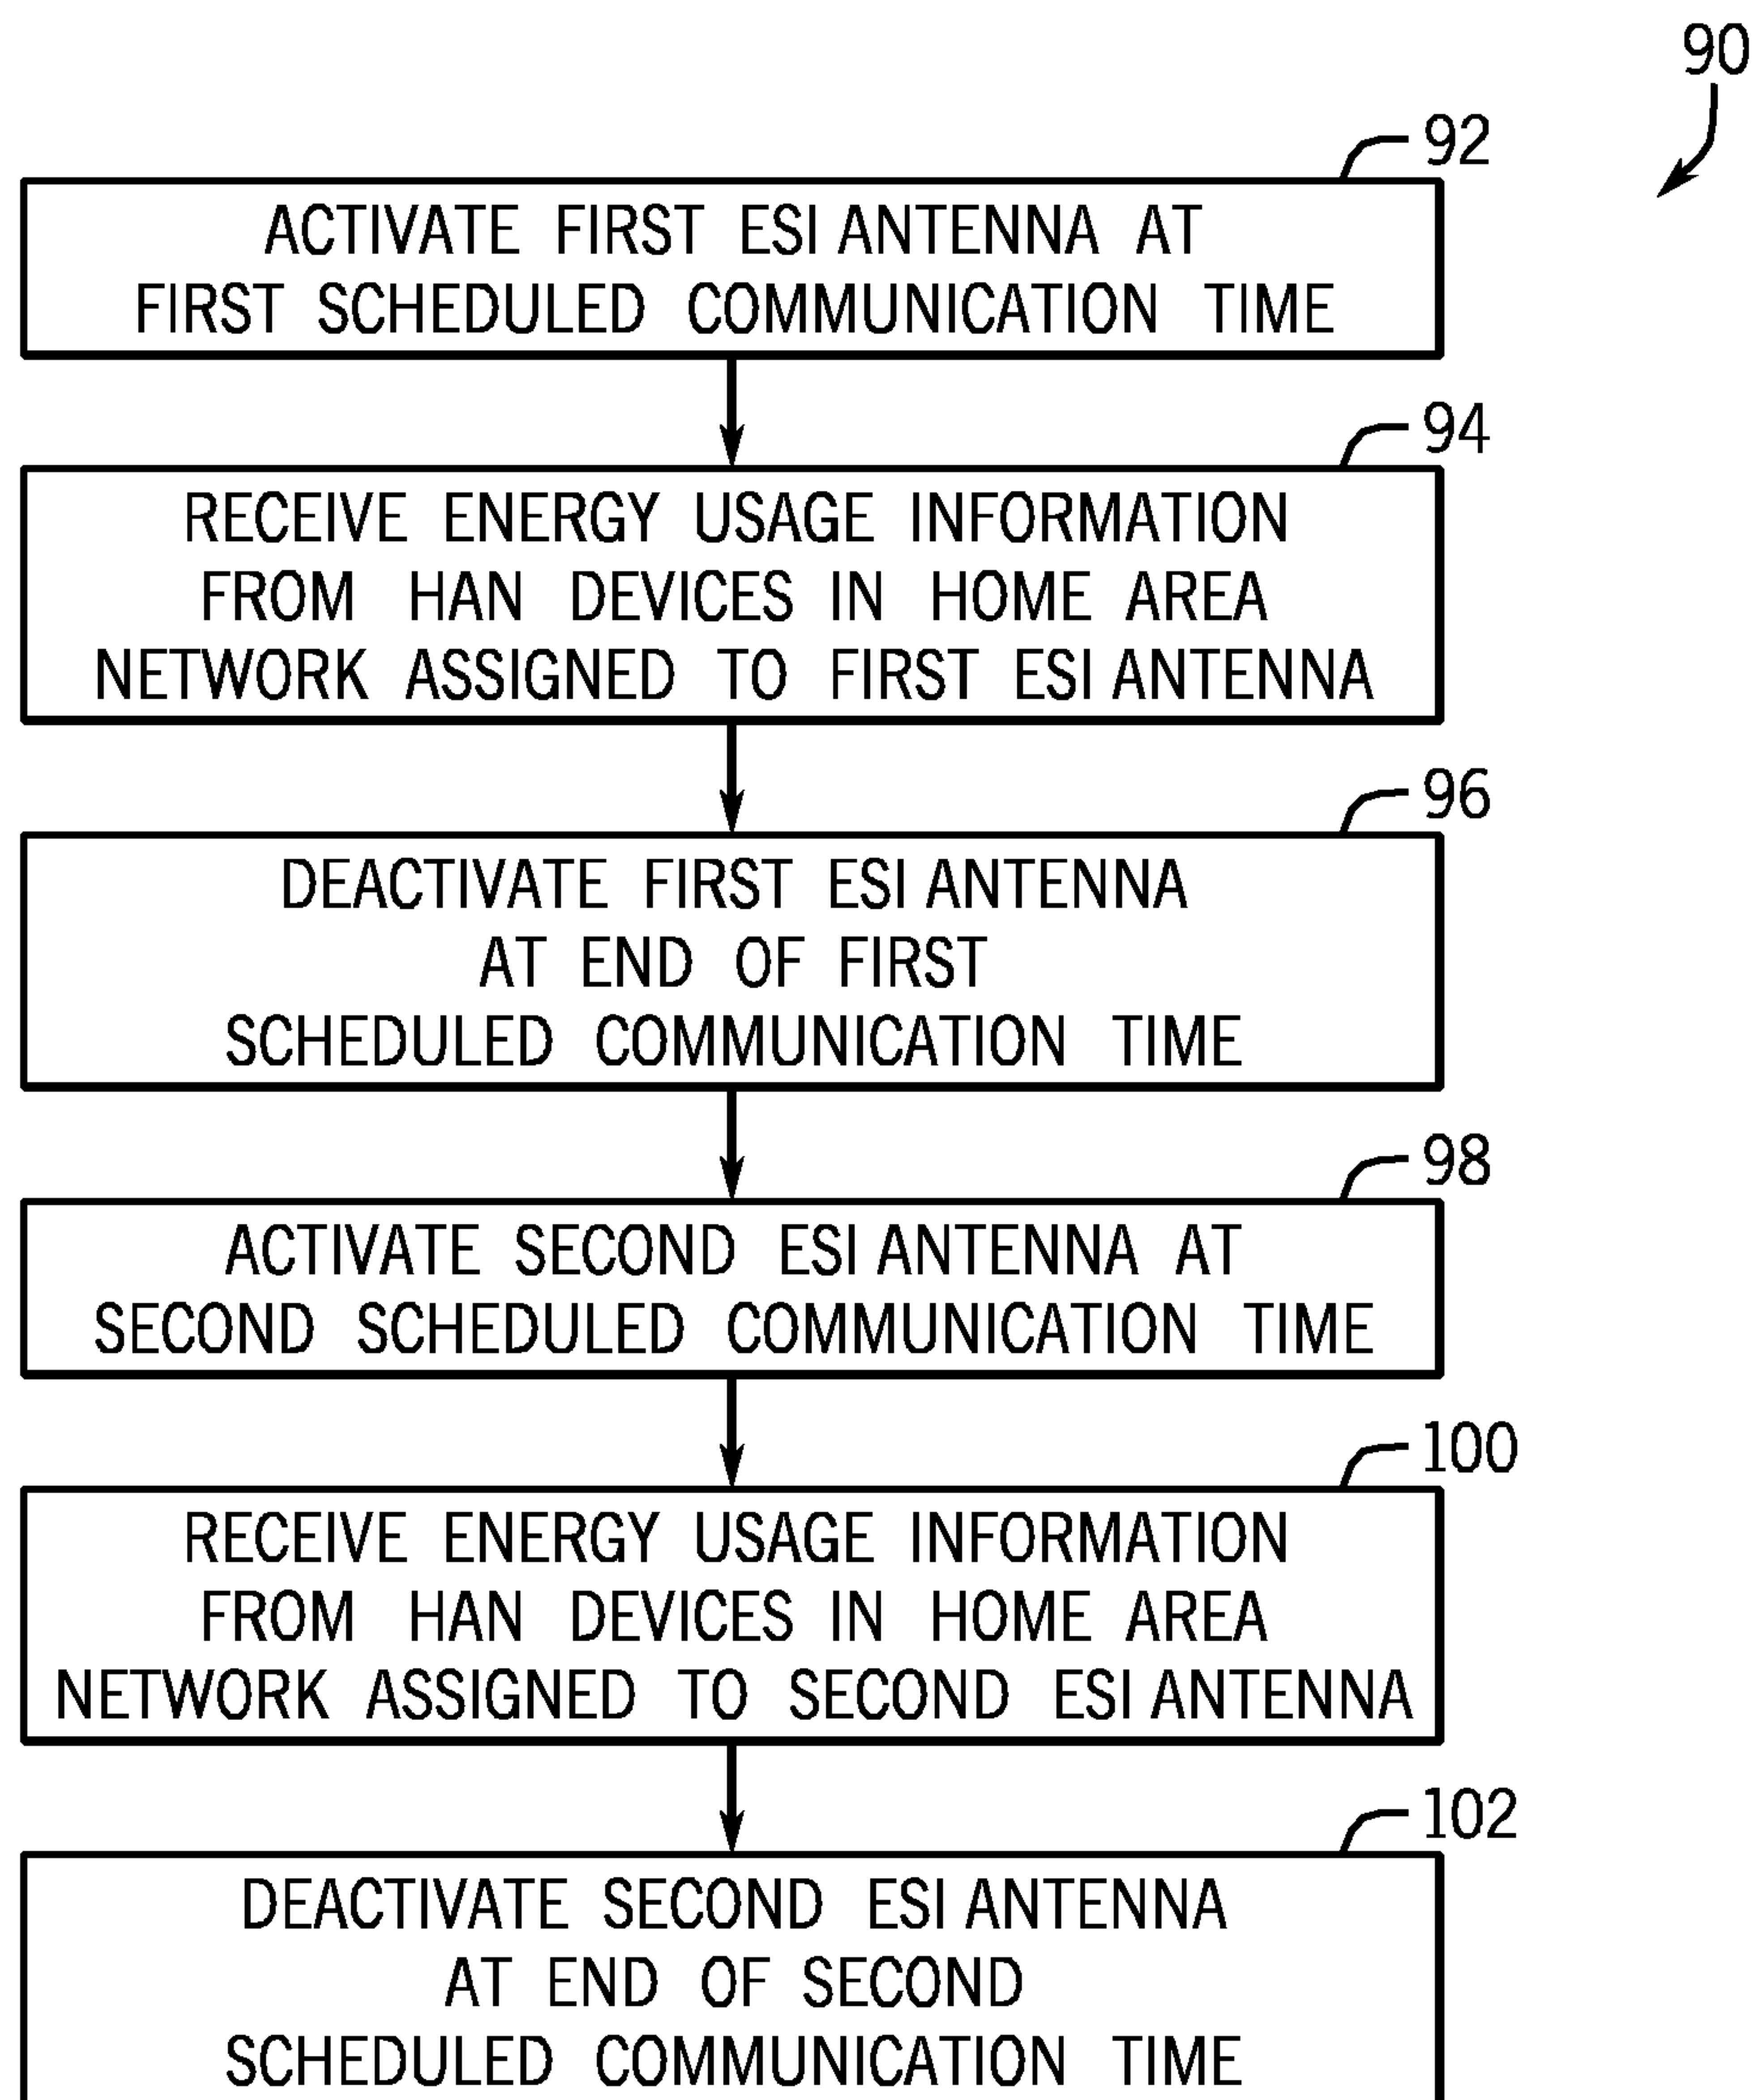 90
92
ACTIVATE FIRST ESI ANTENNA AT
FIRST SCHEDULED COMMUNICATION TIME
94
RECEIVE ENERGY USAGE INFORMATION
FROM HAN DEVICES IN HOME AREA
NETWORK ASSIGNED TO FIRST ESI ANTENNA
96
DEACTIVATE FIRST ESI ANTENNA
AT END OF FIRST
SCHEDULED COMMUNICATION TIME
98
ACTIVATE SECOND ESI ANTENNA AT
SECOND SCHEDULED COMMUNICATION TIME
100
RECEIVE ENERGY USAGE INFORMATION
FROM HAN DEVICES IN HOME AREA
NETWORK ASSIGNED TO SECOND ESI ANTENNA
102
DEACTIVATE SECOND ESI ANTENNA
AT END OF SECOND
SCHEDULED COMMUNICATION TIME